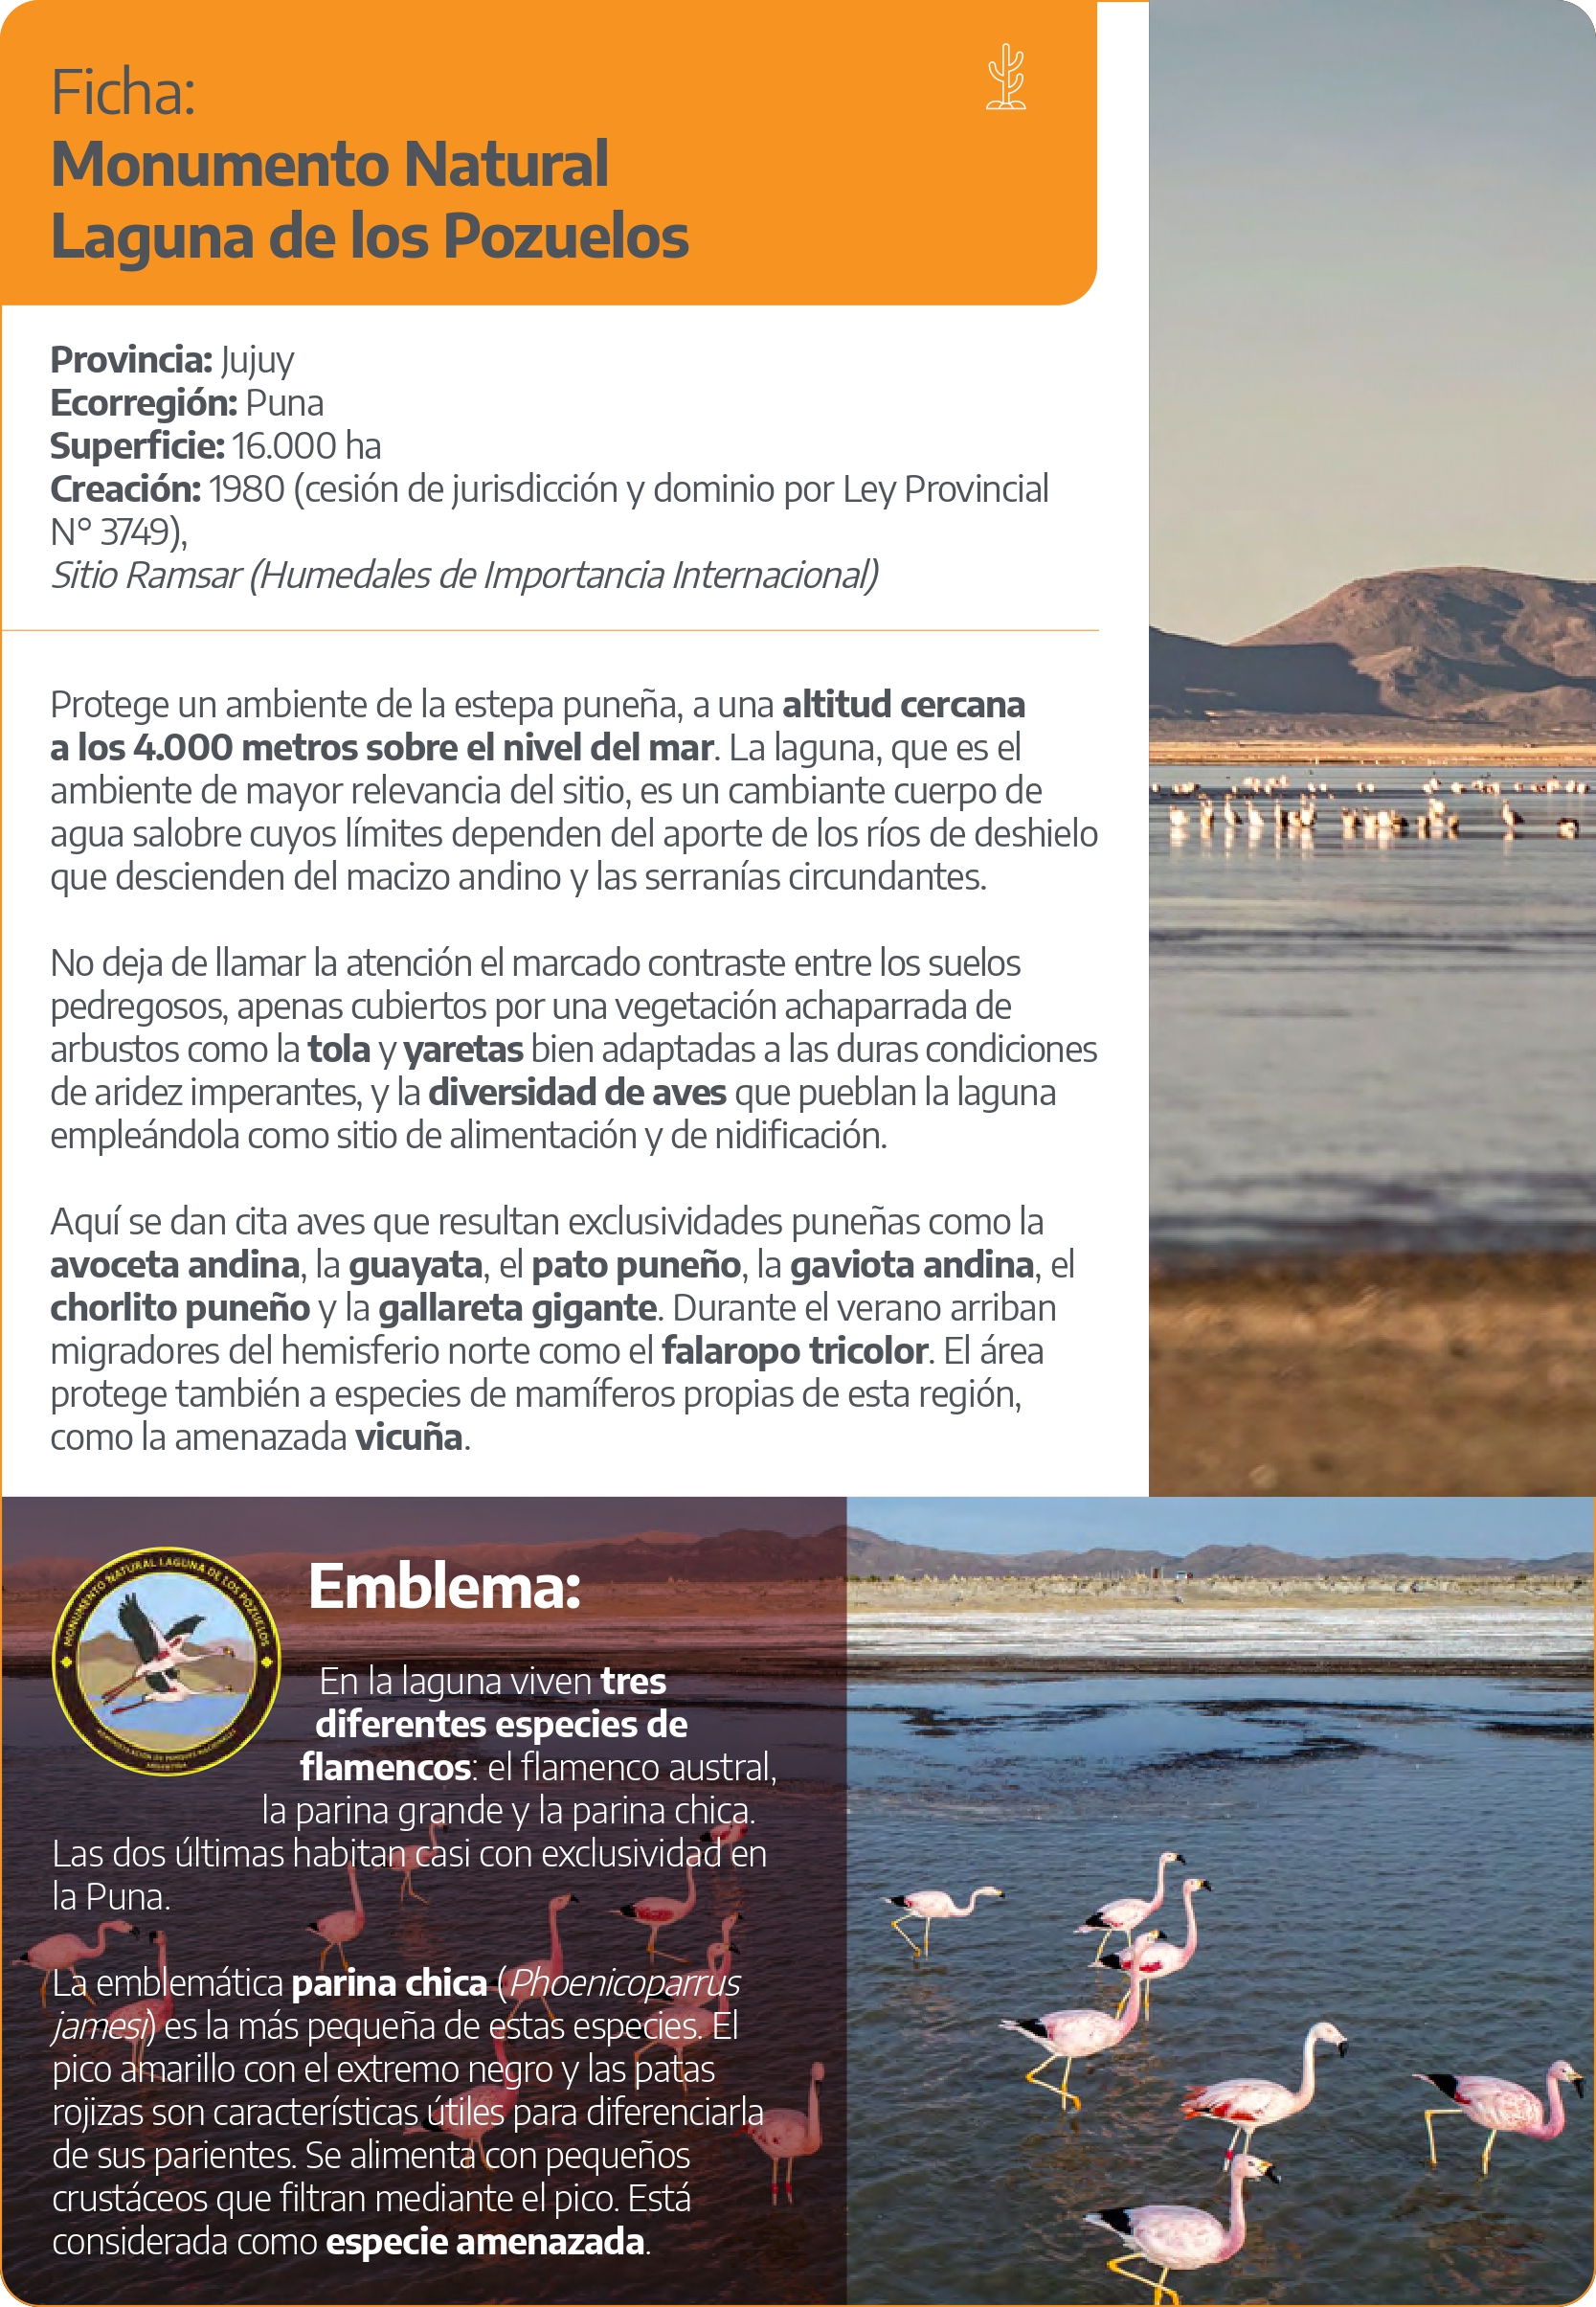 Ficha:
Monumento Natural
Laguna de los Pozuelos
Provincia: Jujuy
Ecorregión: Puna
Superficie: 16.000 ha
Creación: 1980 (cesión de jurisdicción y dominio por Ley Provincial
N° 3749),
Sitio Ramsar (Humedales de Importancia Internacional)
Protege un ambiente de la estepa puneña, a una altitud cercana
a los 4.000 metros sobre el nivel del mar. La laguna, que es el
ambiente de mayor relevancia del sitio, es un cambiante cuerpo de
agua salobre cuyos límites dependen del aporte de los ríos de deshielo
que descienden del macizo andino y las serranías circundantes.
No deja de llamar la atención el marcado contraste entre los suelos
pedregosos, apenas cubiertos por una vegetación achaparrada de
arbustos como la tola y yaretas bien adaptadas a las duras condiciones
de aridez imperantes, y la diversidad de aves que pueblan la laguna
empleándola como sitio de alimentación y de nidificación.
Aquí se dan cita aves que resultan exclusividades puneñas como la
avoceta andina, la guayata, el pato puneño, la gaviota andina, el
chorlito puneño y la gallareta gigante. Durante el verano arriban
migradores del hemisferio norte como el falaropo tricolor. El área
protege también a especies de mamíferos propias de esta región,
como la amenazada vicuña.
MONUMENTO NATURAL LAGUNA DE LOS POZUELOS
ADMINISTRACIÓN DE PARQUES NACIONALES
ARGENTINA
Emblema:
En la laguna viven tres
diferentes especies de
flamencos: el flamenco austral,
la parina grande y la parina chica.
Las dos últimas habitan casi con exclusividad en
la Puna.
La emblemática parina chica (Phoenicoparrus
jamesi) es la más pequeña de estas especies. El
pico amarillo con el extremo negro y las patas
rojizas son características útiles para diferenciarla
de sus parientes. Se alimenta con pequeños
crustáceos que filtran mediante el pico. Está
considerada como especie amenazada.